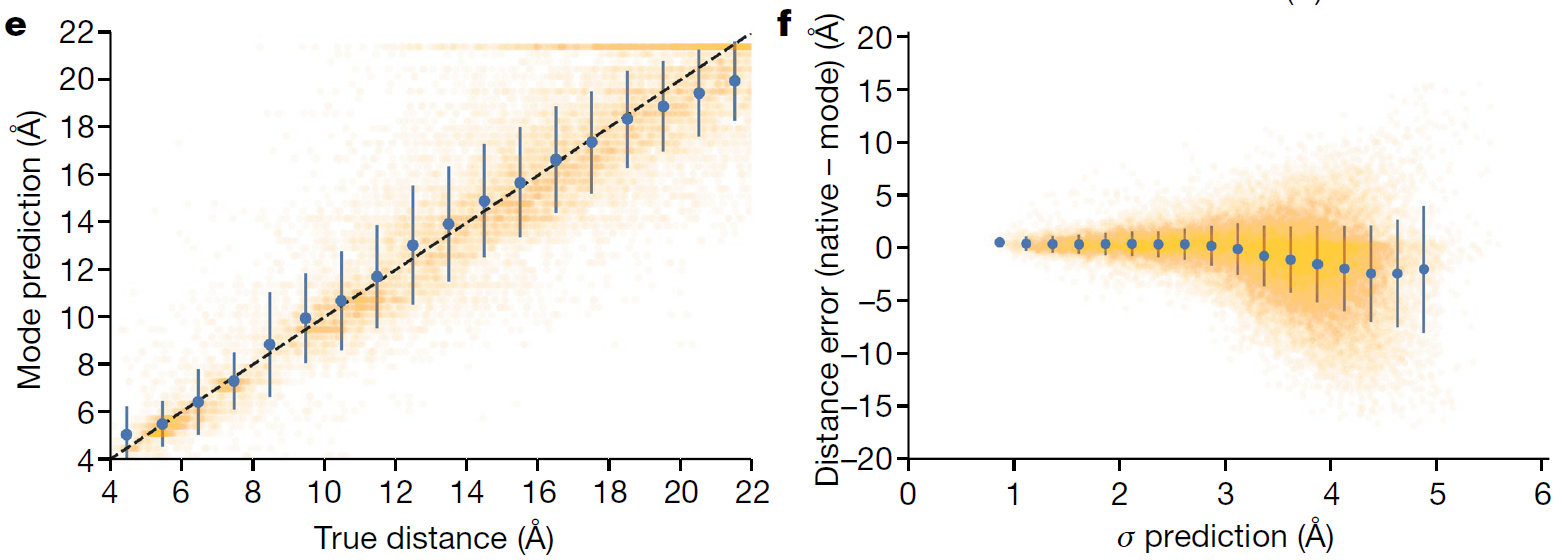 e
22
20
18
16
14
12
10
8
6
4
Mode prediction (Å)
4 6 8 10 12 14 16 18 20 22
True distance (Å)
f
20
15
10
5
0
–5
–10
–15
–20
Distance error (native – mode) (Å)
0 1 2 3 4 5 6
σ prediction (Å)